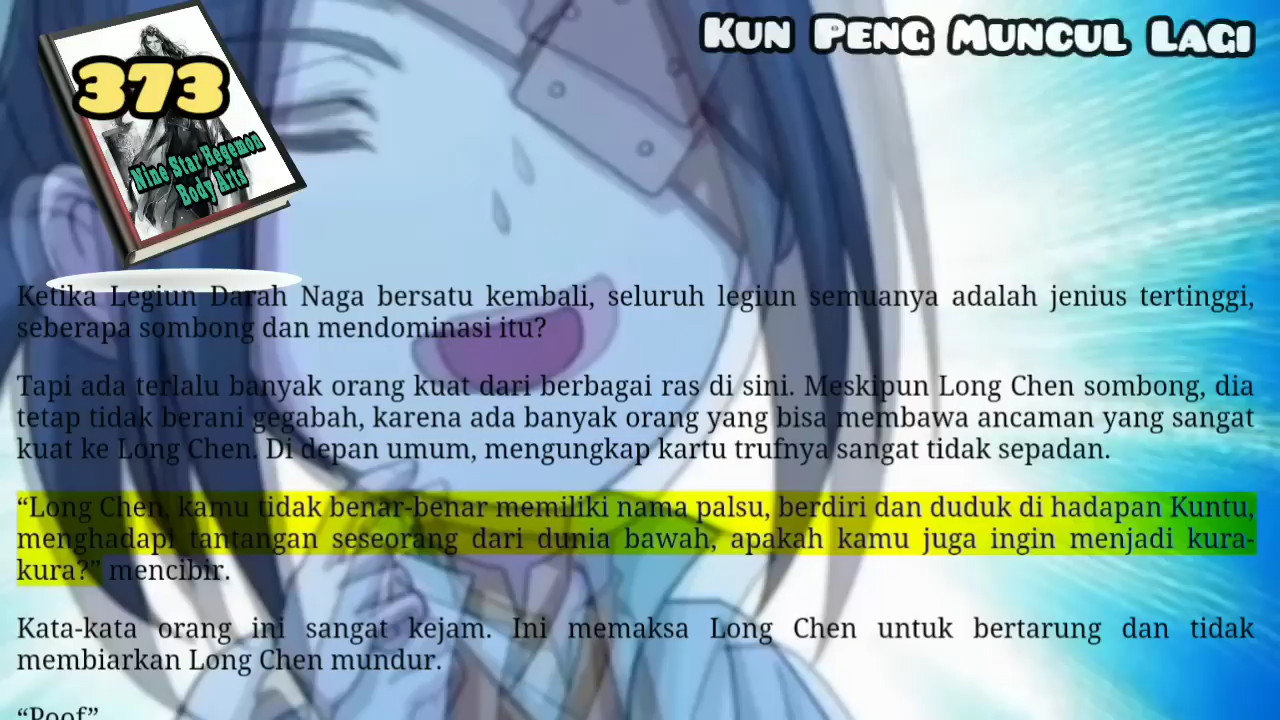 KUN PENG MUNCUL LAGI
373
Nine Star Hegemon
Body Arts
Ketika Legiun Darah Naga bersatu kembali, seluruh legiun semuanya adalah jenius tertinggi,
seberapa sombong dan mendominasi itu?
Tapi ada terlalu banyak orang kuat dari berbagai ras di sini. Meskipun Long Chen sombong, dia
tetap tidak berani gegabah, karena ada banyak orang yang bisa membawa ancaman yang sangat
kuat ke Long Chen. Di depan umum, mengungkap kartu trufnya sangat tidak sepadan.
“Long Chen, kamu tidak benar-benar memiliki nama palsu, berdiri dan duduk di hadapan Kuntu,
menghadapi tantangan seseorang dari dunia bawah, apakah kamu juga ingin menjadi kura-
kura?” mencibir.
Kata-kata orang ini sangat kejam. Ini memaksa Long Chen untuk bertarung dan tidak
membiarkan Long Chen mundur.
“Poof”